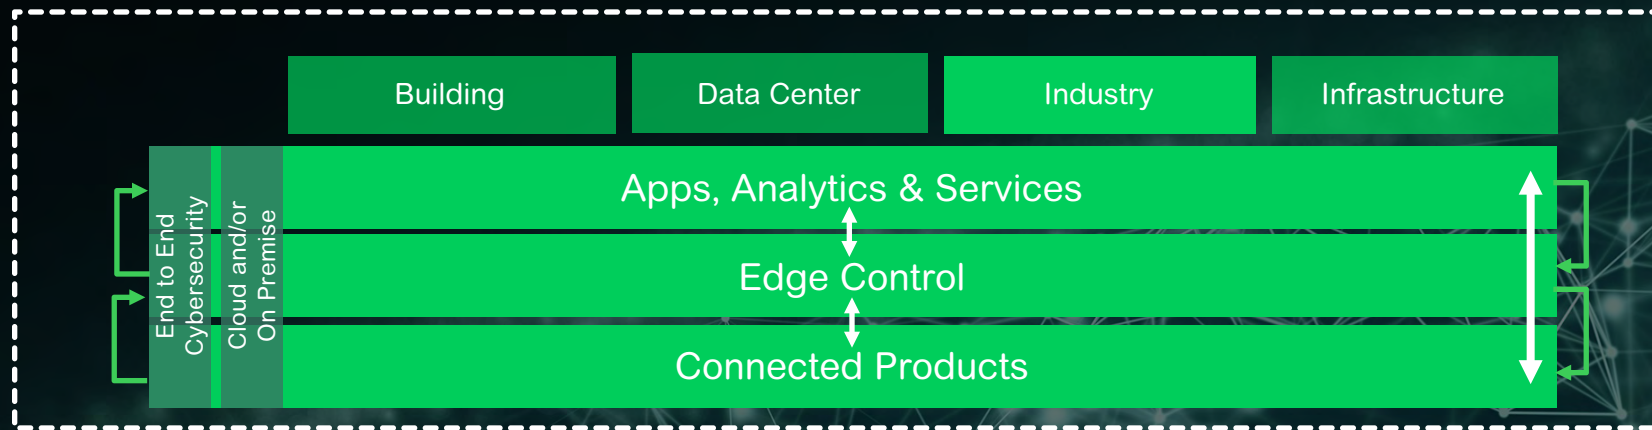 Building
Data Center
Industry
Infrastructure
End to End
Cybersecurity
Cloud and/or
On Premise
Apps, Analytics & Services
Edge Control
Connected Products